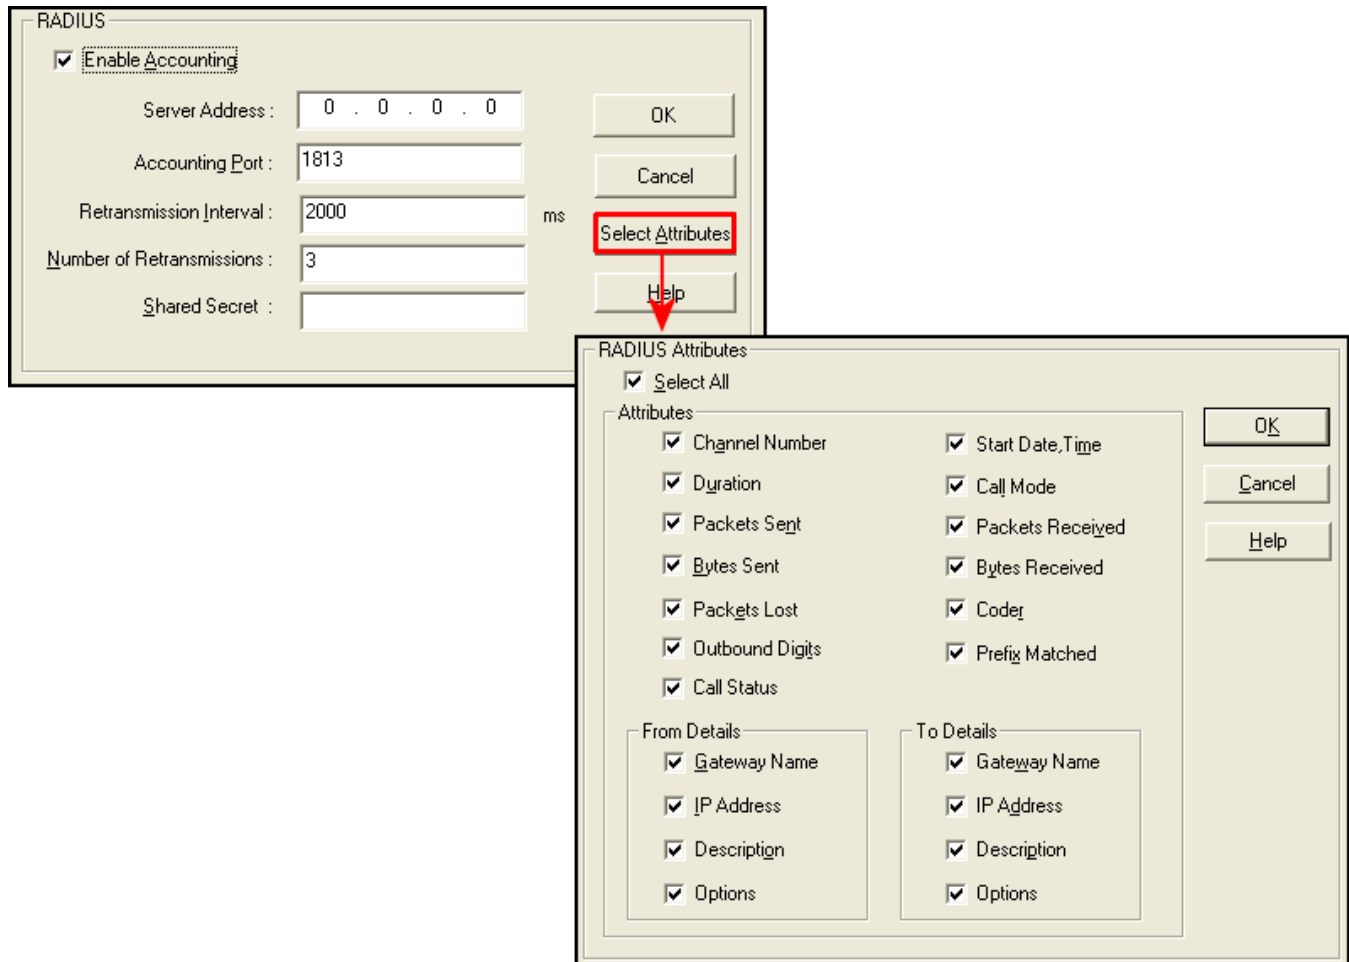 RADIUS
Enable Accounting
Server Address : 0 . 0 . 0 . 0
OK
Accounting Port : 1813
Cancel
Retransmission Interval : 2000 ms
Select Attributes
Number of Retransmissions : 3
Help
Shared Secret :
RADIUS Attributes
Select All
Attributes
OK
Channel Number Start Date,Time
Duration Call Mode
Cancel
Packets Sent Packets Received
Help
Bytes Sent Bytes Received
Packets Lost Coder
Outbound Digits Prefix Matched
Call Status
From Details To Details
Gateway Name Gateway Name
IP Address IP Address
Description Description
Options Options